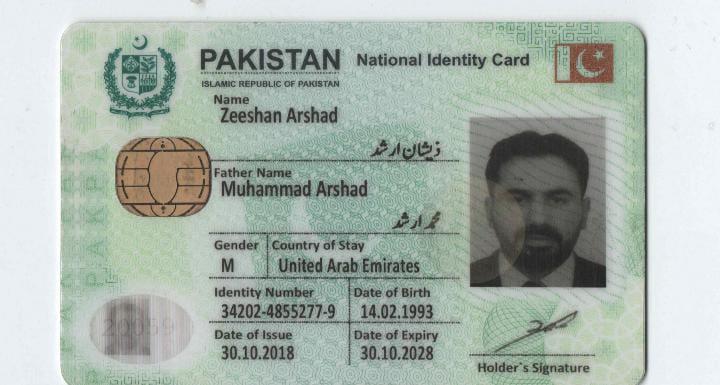 PAKISTAN National Identity Card
ISLAMIC REPUBLIC OF PAKISTAN
Name
Zeeshan Arshad
ذیشان ارشد
Father Name
Muhammad Arshad
محمد ارشد
Gender Country of Stay
M United Arab Emirates
Identity Number Date of Birth
34202-4855277-9 14.02.1993
Date of Issue Date of Expiry
30.10.2018 30.10.2028
Holder`s Signature